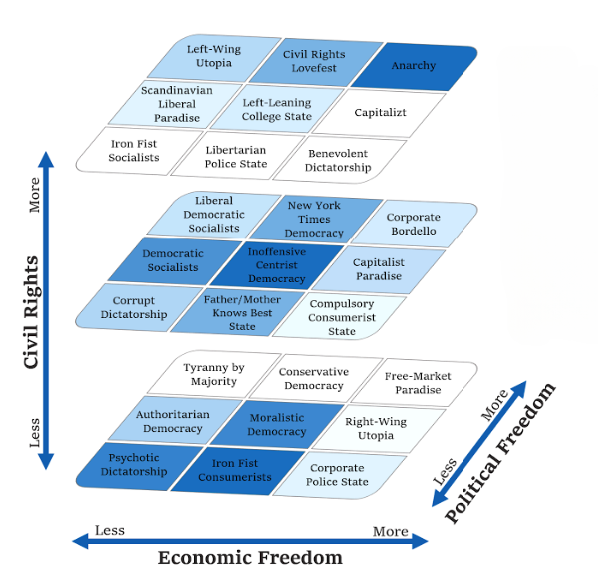 Left-Wing
Utopia
Civil Rights
Lovefest
Anarchy
Scandinavian
Liberal
Paradise
Left-Leaning
College State
Capitalizt
Iron Fist
Socialists
Libertarian
Police State
Benevolent
Dictatorship
Liberal
Democratic
Socialists
New York
Times
Democracy
Corporate
Bordello
Democratic
Socialists
Inoffensive
Centrist
Democracy
Capitalist
Paradise
Corrupt
Dictatorship
Father/Mother
Knows Best
State
Compulsory
Consumerist
State
Tyranny by
Majority
Conservative
Democracy
Free-Market
Paradise
Authoritarian
Democracy
Moralistic
Democracy
Right-Wing
Utopia
Psychotic
Dictatorship
Iron Fist
Consumerists
Corporate
Police State
More
Civil Rights
Less
Less
More
Economic Freedom
Less
More
Political Freedom